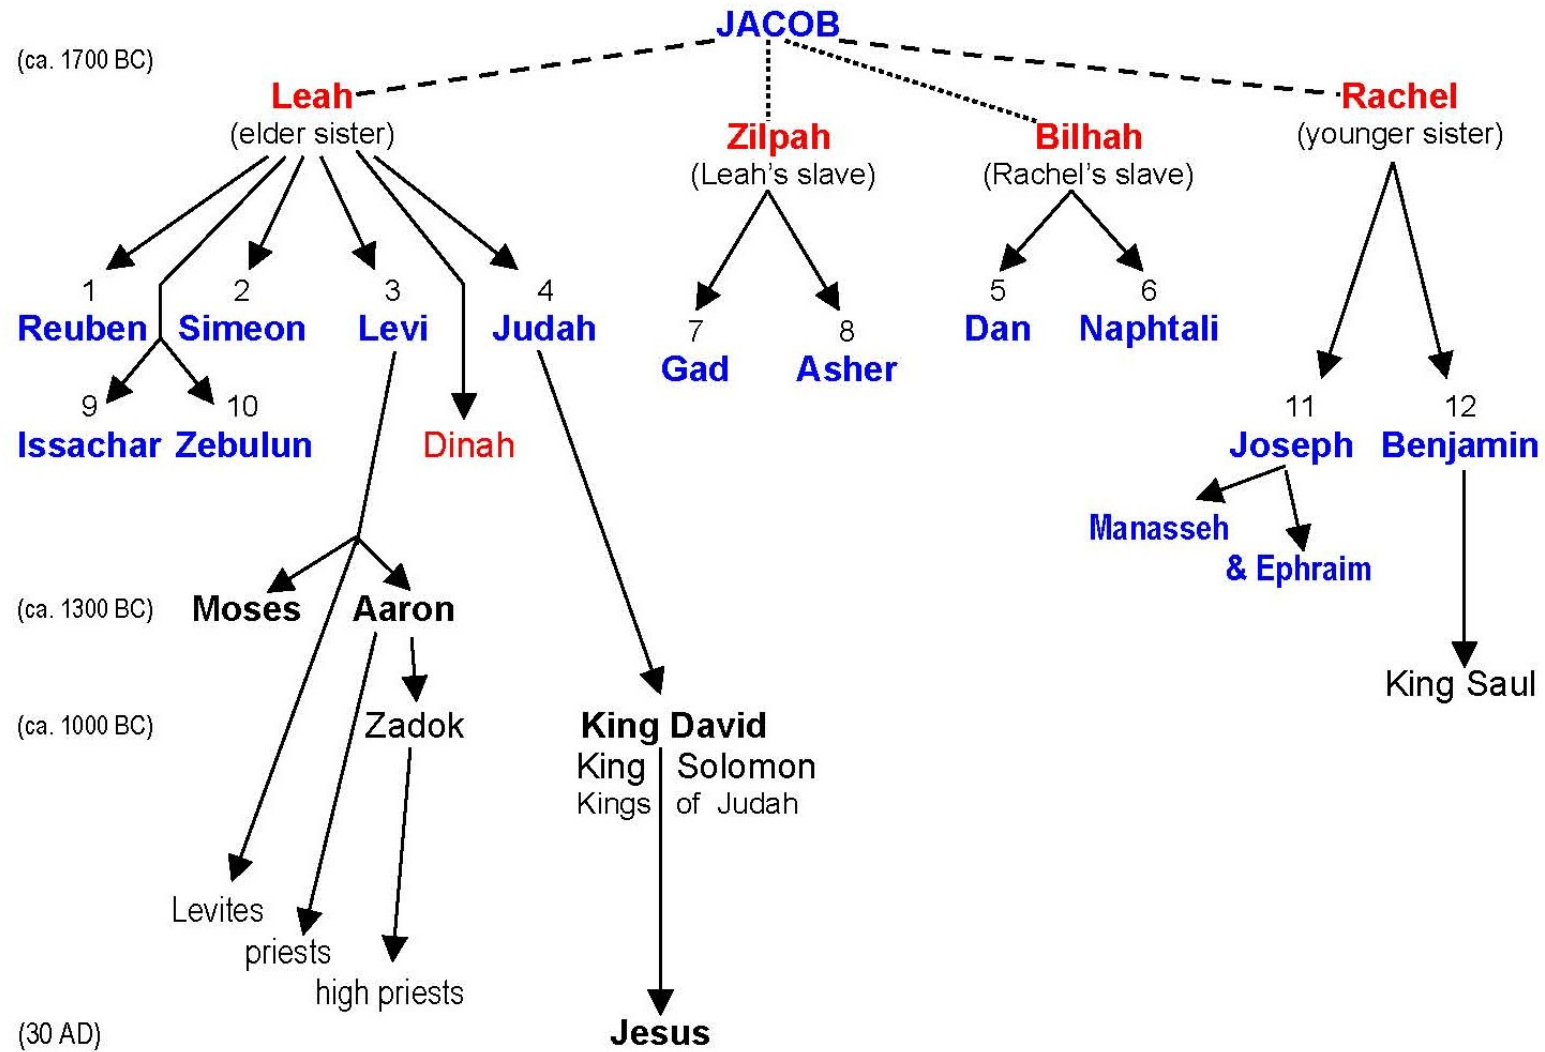 JACOB
(ca. 1700 BC)
Leah
(elder sister)
Zilpah
(Leah's slave)
Bilhah
(Rachel's slave)
Rachel
(younger sister)
1
Reuben
2
Simeon
3
Levi
4
Judah
7
Gad
8
Asher
5
Dan
6
Naphtali
9
Issachar
10
Zebulun
Dinah
11
Joseph
12
Benjamin
Manasseh
& Ephraim
(ca. 1300 BC)
Moses
Aaron
King Saul
(ca. 1000 BC)
Zadok
King David
King Solomon
Kings of Judah
Levites
priests
high priests
(30 AD)
Jesus